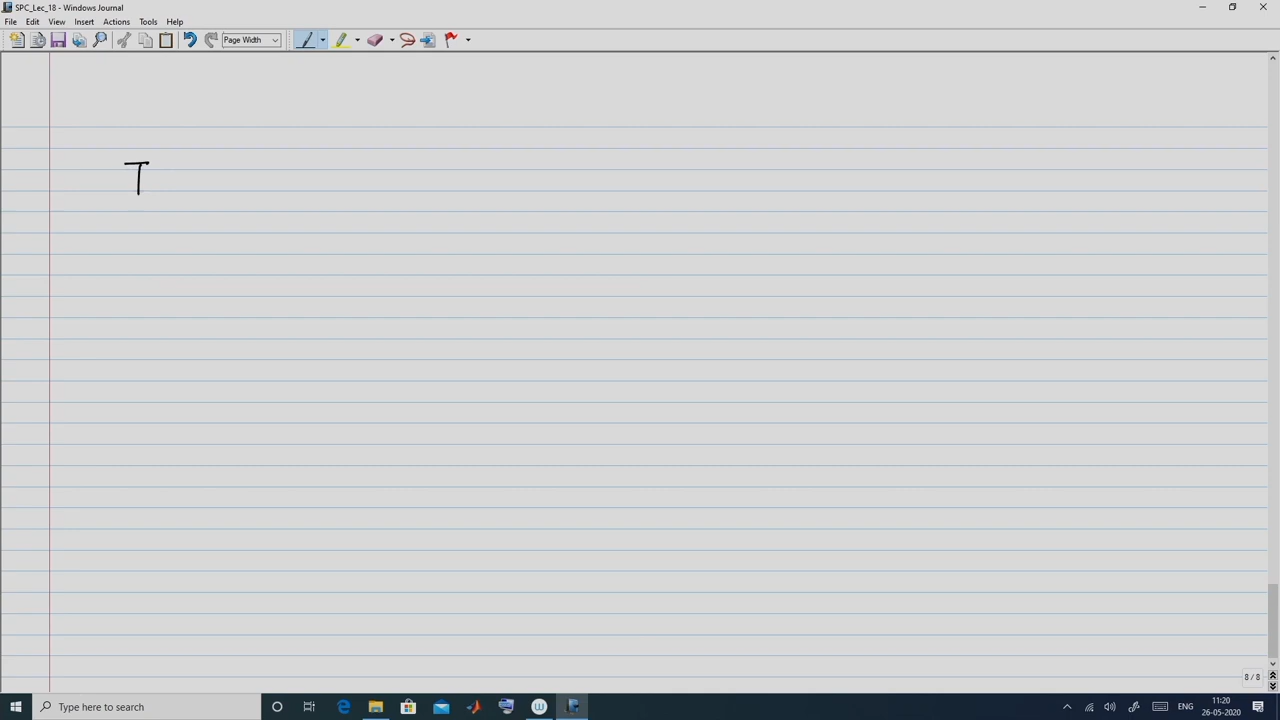 SPC_Lec_18 - Windows Journal
File Edit View Insert Actions Tools Help
Page Width
T
8 / 8
Type here to search
ENG
11:20
26-05-2020